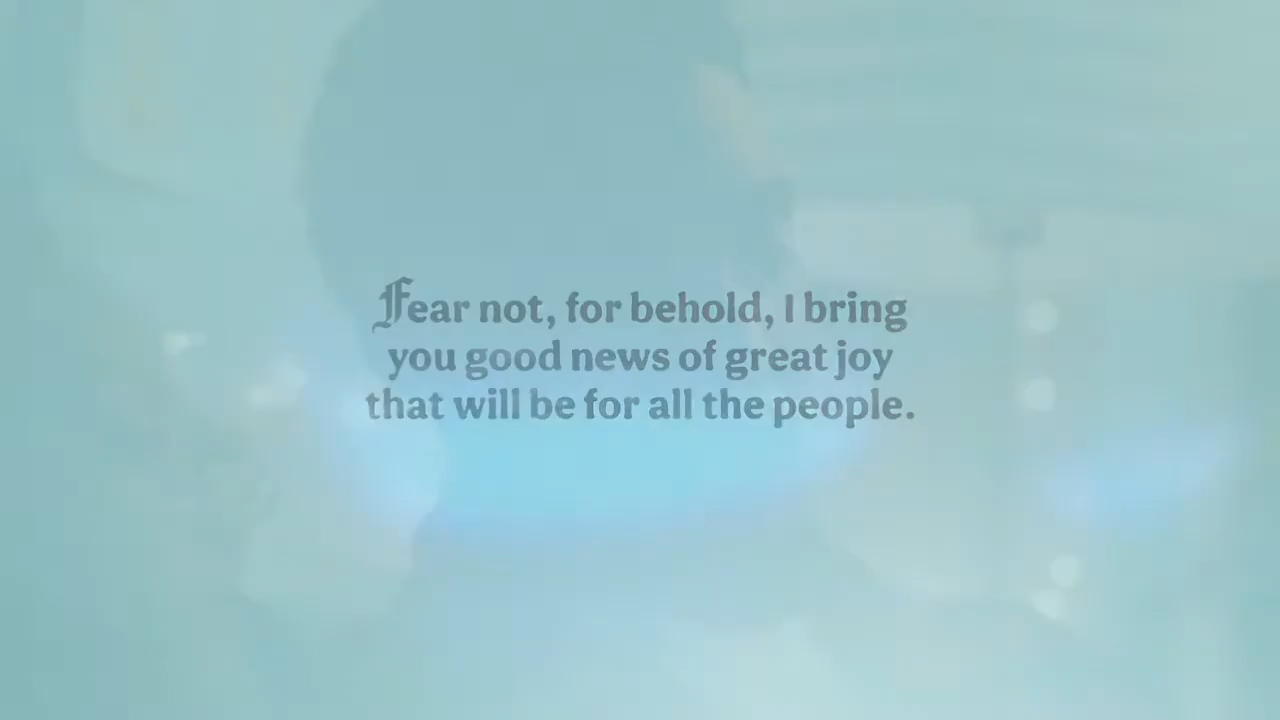 Fear not, for behold, I bring
you good news of great joy
that will be for all the people.